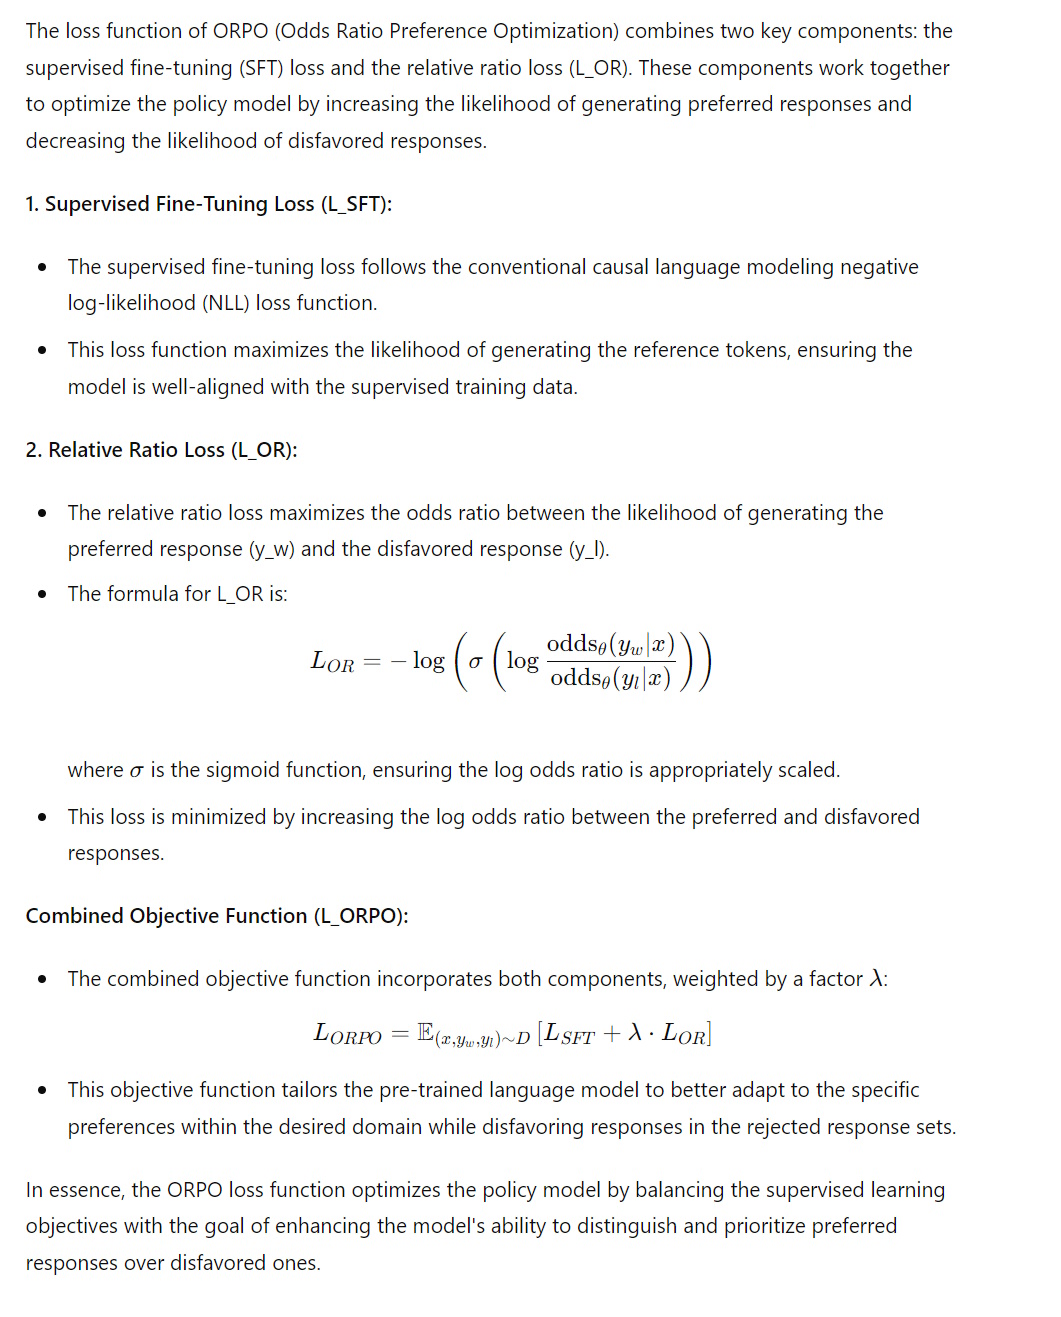 The loss function of ORPO (Odds Ratio Preference Optimization) combines two key components: the
supervised fine-tuning (SFT) loss and the relative ratio loss (L_OR). These components work together
to optimize the policy model by increasing the likelihood of generating preferred responses and
decreasing the likelihood of disfavored responses.
1. Supervised Fine-Tuning Loss (L_SFT):
• The supervised fine-tuning loss follows the conventional causal language modeling negative
log-likelihood (NLL) loss function.
• This loss function maximizes the likelihood of generating the reference tokens, ensuring the
model is well-aligned with the supervised training data.
2. Relative Ratio Loss (L_OR):
• The relative ratio loss maximizes the odds ratio between the likelihood of generating the
preferred response (y_w) and the disfavored response (y_l).
• The formula for L_OR is:
$L_{OR} = -\log\left(\sigma\left(\log\frac{\text{odds}_\theta(y_w|x)}{\text{odds}_\theta(y_l|x)}\right)\right)$
where σ is the sigmoid function, ensuring the log odds ratio is appropriately scaled.
• This loss is minimized by increasing the log odds ratio between the preferred and disfavored
responses.
Combined Objective Function (L_ORPO):
• The combined objective function incorporates both components, weighted by a factor λ:
$L_{ORPO} = \mathbb{E}_{(x,y_w,y_l)\sim D}\left[L_{SFT} + \lambda \cdot L_{OR}\right]$
• This objective function tailors the pre-trained language model to better adapt to the specific
preferences within the desired domain while disfavoring responses in the rejected response sets.
In essence, the ORPO loss function optimizes the policy model by balancing the supervised learning
objectives with the goal of enhancing the model's ability to distinguish and prioritize preferred
responses over disfavored ones.